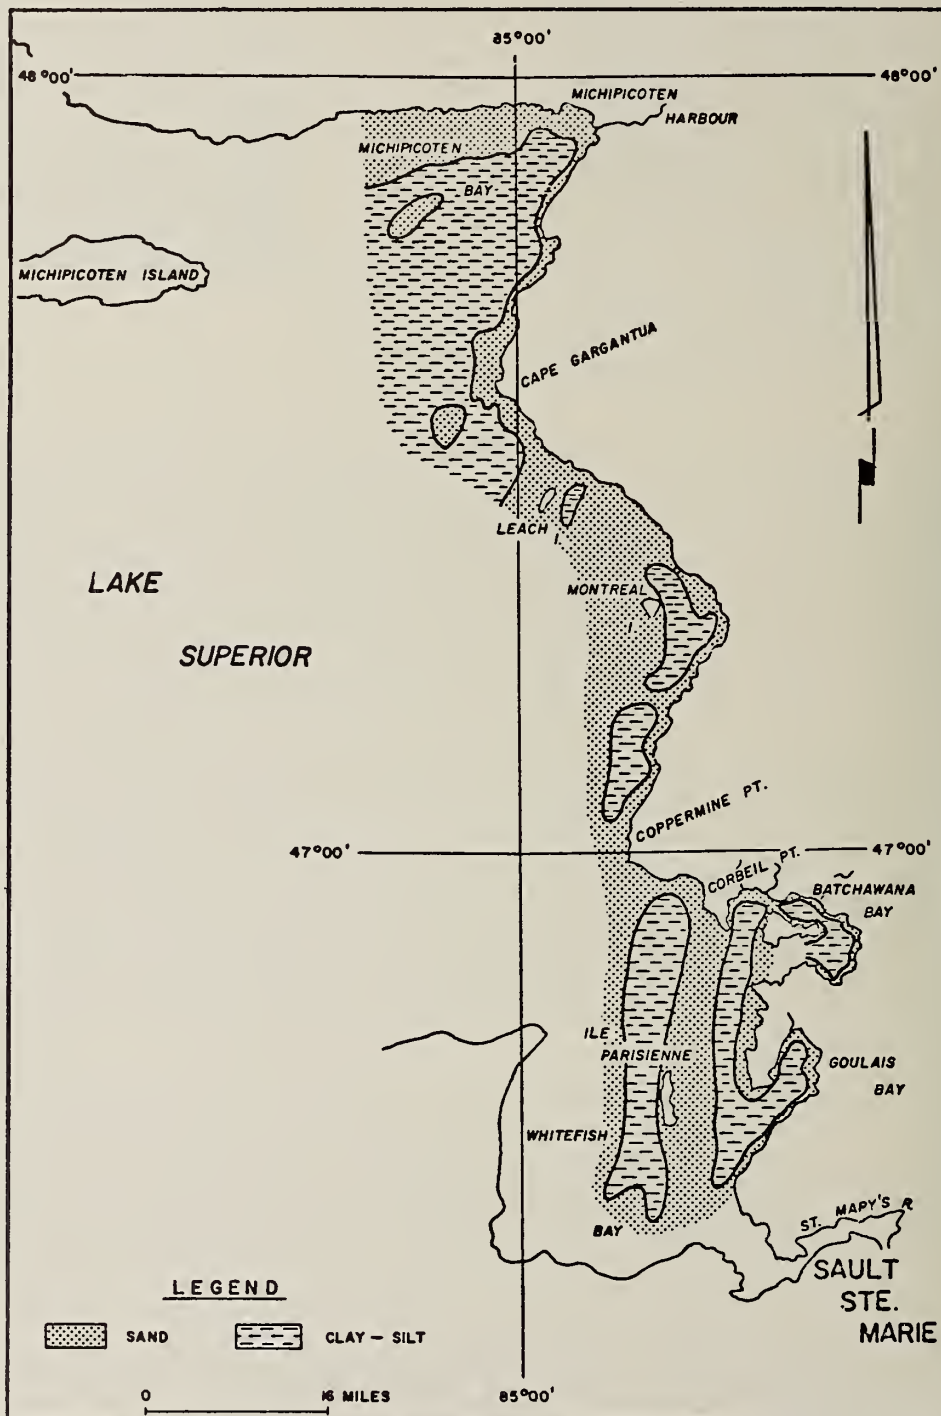 85°00'
48°00'
48°00'
MICHIPICOTEN
HARBOUR
MICHIPICOTEN
BAY
MICHIPICOTEN ISLAND
CAPE GARGANTUA
LEACH
I.
LAKE
SUPERIOR
MONTREAL
I.
COPPERMINE PT.
47°00'
47°00'
CORBEIL PT.
BATCHAWANA
BAY
ILE
PARISIENNE
GOULAIS
BAY
WHITEFISH
BAY
ST. MAPY'S R.
SAULT
STE.
MARIE
LEGEND
SAND
CLAY – SILT
0 16 MILES
85°00'